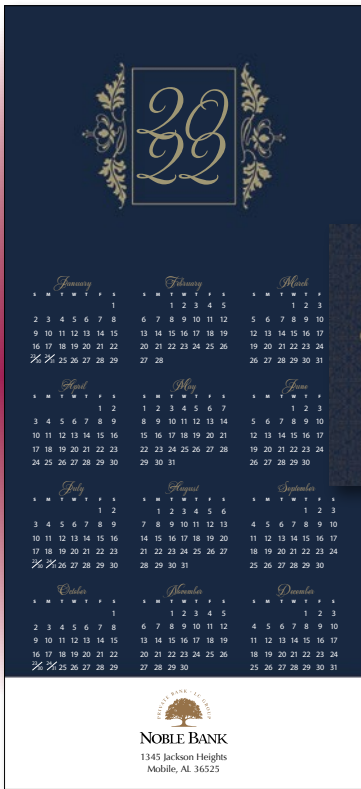 20
22
January
S M T W T F S
1
2 3 4 5 6 7 8
9 10 11 12 13 14 15
16 17 18 19 20 21 22
23/30 24/31 25 26 27 28 29
February
S M T W T F S
1 2 3 4 5
6 7 8 9 10 11 12
13 14 15 16 17 18 19
20 21 22 23 24 25 26
27 28
March
S M T W T F
1 2 3
5 6 7 8 9 10
12 13 14 15 16 17
19 20 21 22 23 24
26 27 28 29 30 31
April
S M T W T F S
1 2
3 4 5 6 7 8 9
10 11 12 13 14 15 16
17 18 19 20 21 22 23
24 25 26 27 28 29 30
May
S M T W T F S
1 2 3 4 5 6 7
8 9 10 11 12 13 14
15 16 17 18 19 20 21
22 23 24 25 26 27 28
29 30 31
June
S M T W T F
1 2 3
5 6 7 8 9 10
12 13 14 15 16 17
19 20 21 22 23 24
26 27 28 29 30
July
S M T W T F S
1 2
3 4 5 6 7 8 9
10 11 12 13 14 15 16
17 18 19 20 21 22 23
26 27 28 29 30
August
S M T W T F S
1 2 3 4 5 6
7 8 9 10 11 12 13
14 15 16 17 18 19 20
21 22 23 24 25 26 27
28 29 30 31
September
S M T W T F S
1 2 3
4 5 6 7 8 9 10
11 12 13 14 15 16 17
18 19 20 21 22 23 24
25 26 27 28 29 30
October
S M T W T F S
1
2 3 4 5 6 7 8
9 10 11 12 13 14 15
16 17 18 19 20 21 22
23/30 24/31 25 26 27 28 29
November
S M T W T F S
1 2 3 4 5
6 7 8 9 10 11 12
13 14 15 16 17 18 19
20 21 22 23 24 25 26
27 28 29 30
December
S M T W T F S
1 2 3
4 5 6 7 8 9 10
11 12 13 14 15 16 17
18 19 20 21 22 23 24
25 26 27 28 29 30 31
PRIVATE BANK - LC GROUP
NOBLE BANK
1345 Jackson Heights
Mobile, AL 36525